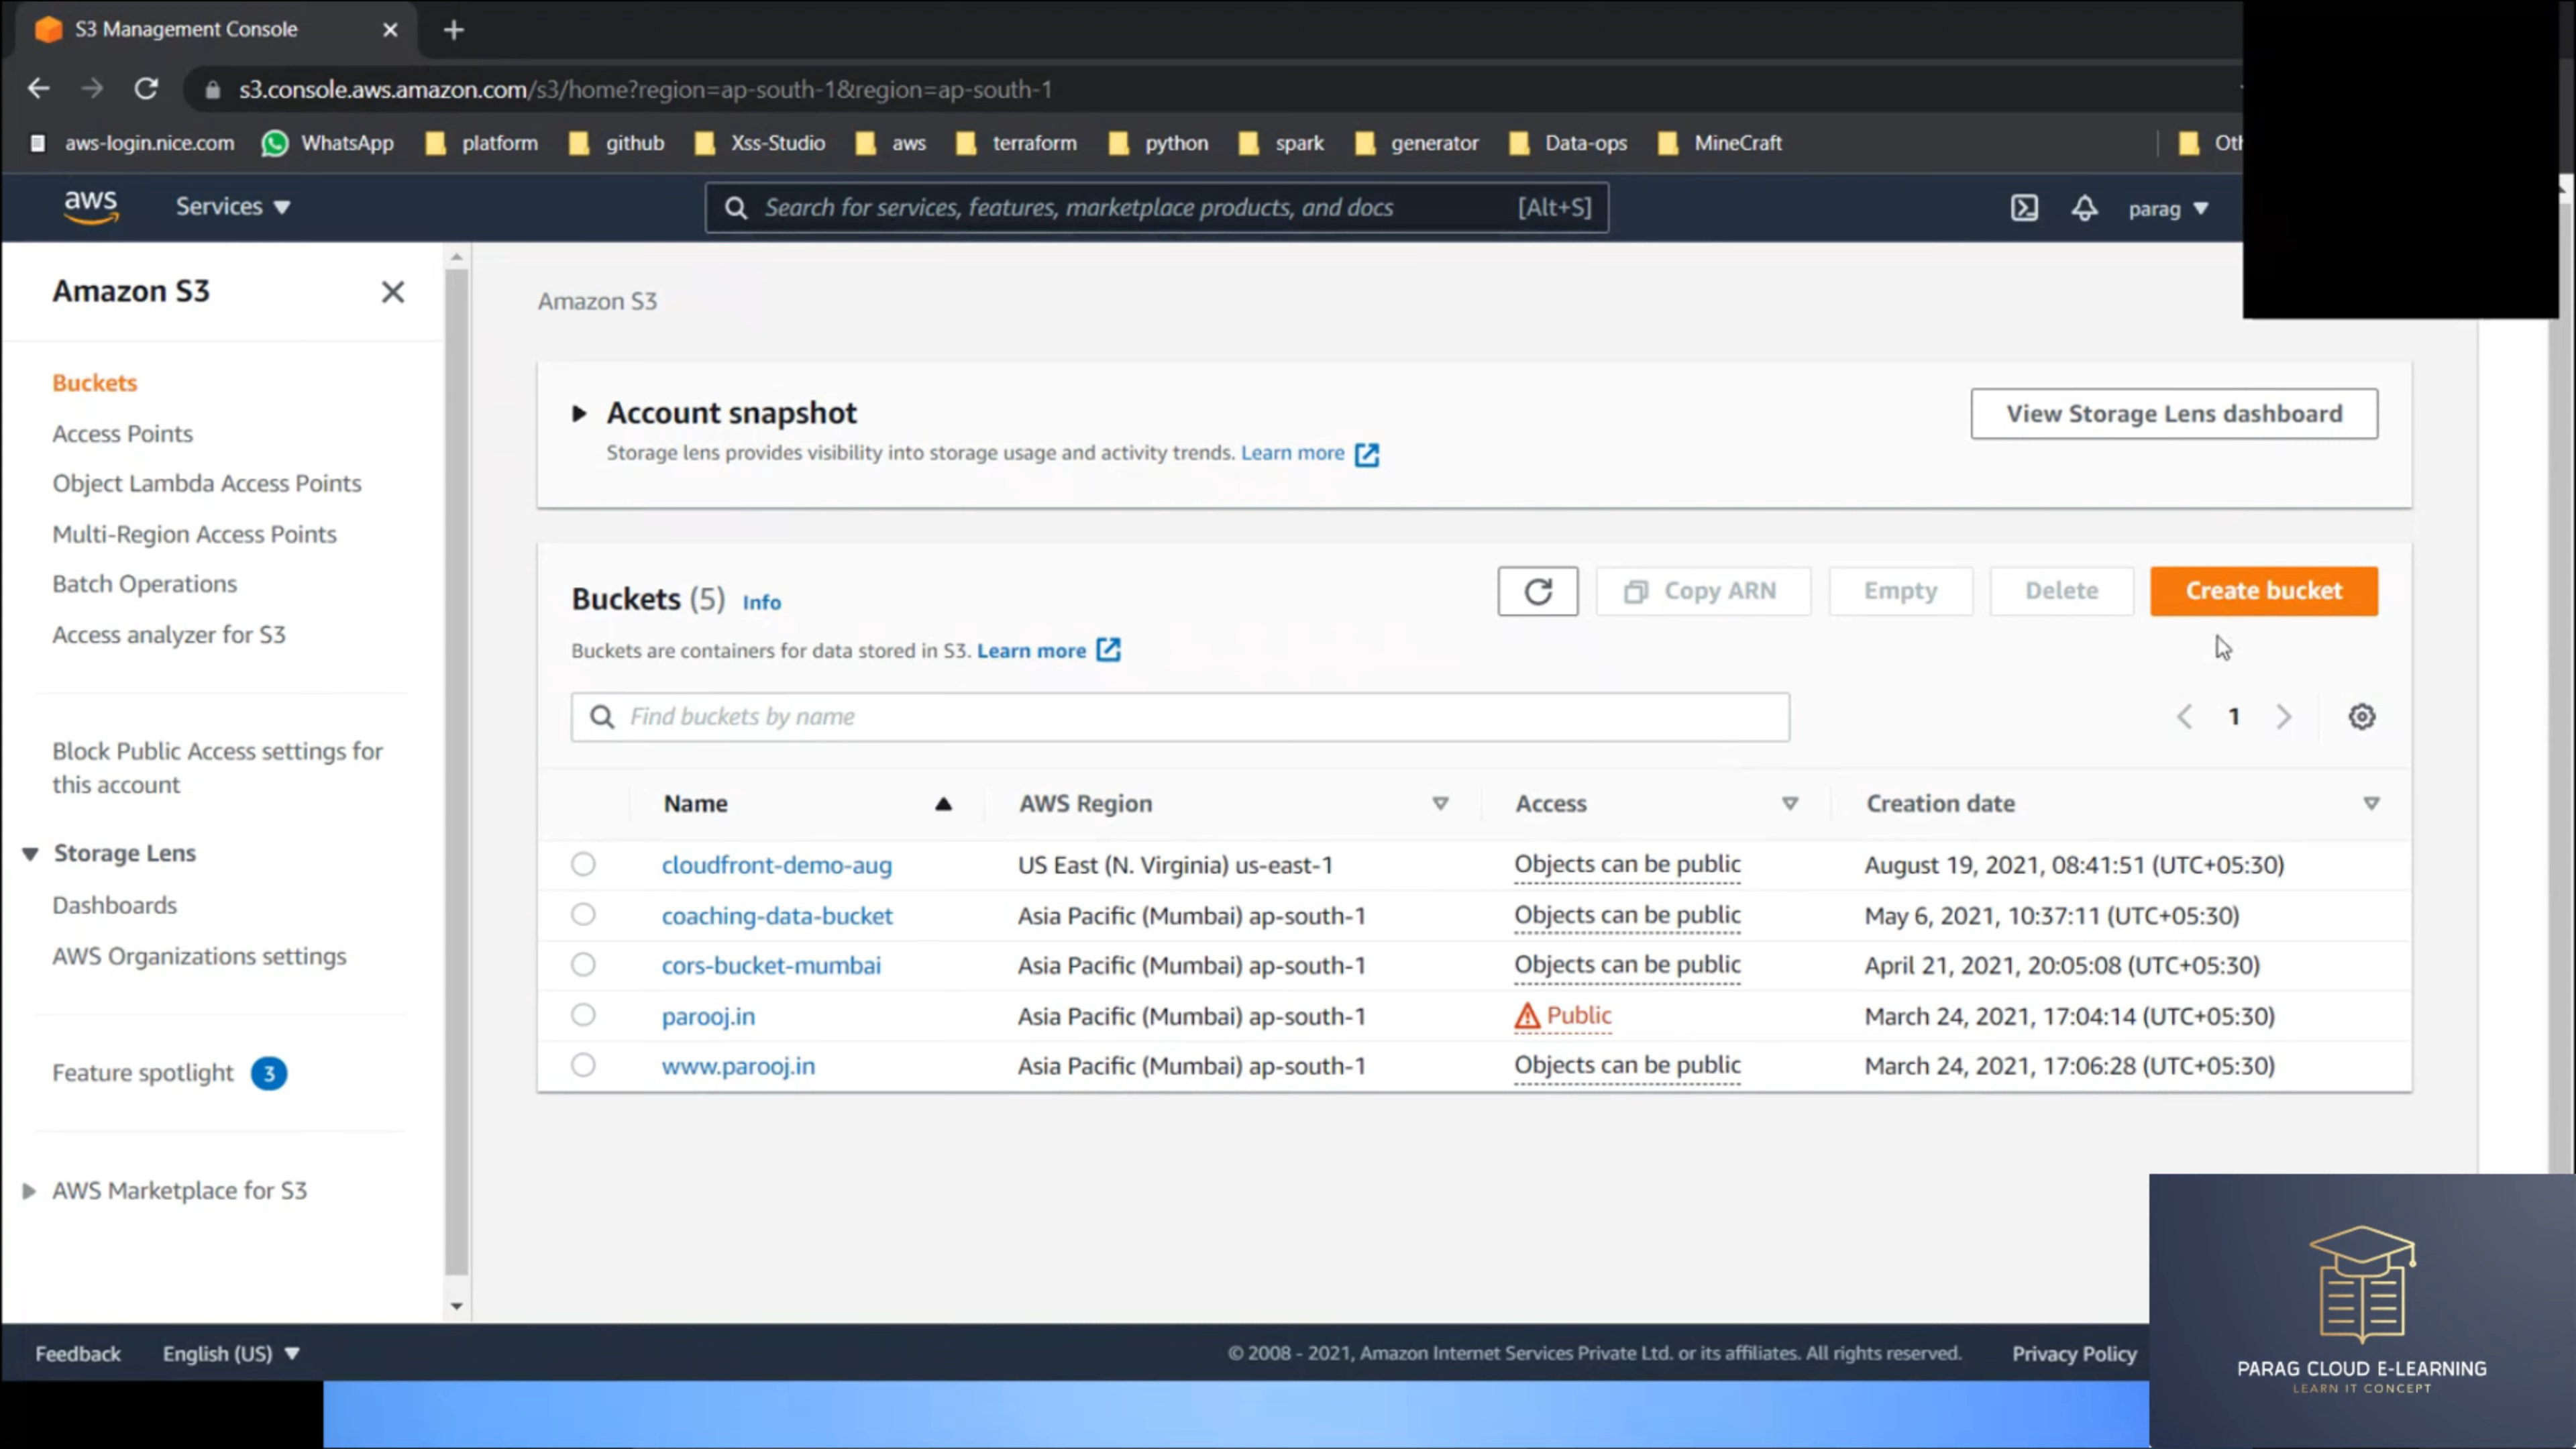 S3 Management Console
s3.console.aws.amazon.com/s3/home?region=ap-south-1&region=ap-south-1
aws-login.nice.com WhatsApp platform github Xss-Studio aws terraform python spark generator Data-ops MineCraft
aws Services Search for services, features, marketplace products, and docs [Alt+S] parag
Amazon S3
Buckets
Access Points
Object Lambda Access Points
Multi-Region Access Points
Batch Operations
Access analyzer for S3
Block Public Access settings for
this account
Storage Lens
Dashboards
AWS Organizations settings
Feature spotlight 3
AWS Marketplace for S3
Amazon S3
Account snapshot
View Storage Lens dashboard
Storage lens provides visibility into storage usage and activity trends. Learn more
Buckets (5) Info
Copy ARN Empty Delete Create bucket
Buckets are containers for data stored in S3. Learn more
Find buckets by name
1
Name AWS Region Access Creation date
cloudfront-demo-aug US East (N. Virginia) us-east-1 Objects can be public August 19, 2021, 08:41:51 (UTC+05:30)
coaching-data-bucket Asia Pacific (Mumbai) ap-south-1 Objects can be public May 6, 2021, 10:37:11 (UTC+05:30)
cors-bucket-mumbai Asia Pacific (Mumbai) ap-south-1 Objects can be public April 21, 2021, 20:05:08 (UTC+05:30)
parooj.in Asia Pacific (Mumbai) ap-south-1 Public March 24, 2021, 17:04:14 (UTC+05:30)
www.parooj.in Asia Pacific (Mumbai) ap-south-1 Objects can be public March 24, 2021, 17:06:28 (UTC+05:30)
Feedback English (US) © 2008 - 2021, Amazon Internet Services Private Ltd. or its affiliates. All rights reserved. Privacy Policy
PARAG CLOUD E-LEARNING
LEARN IT CONCEPT